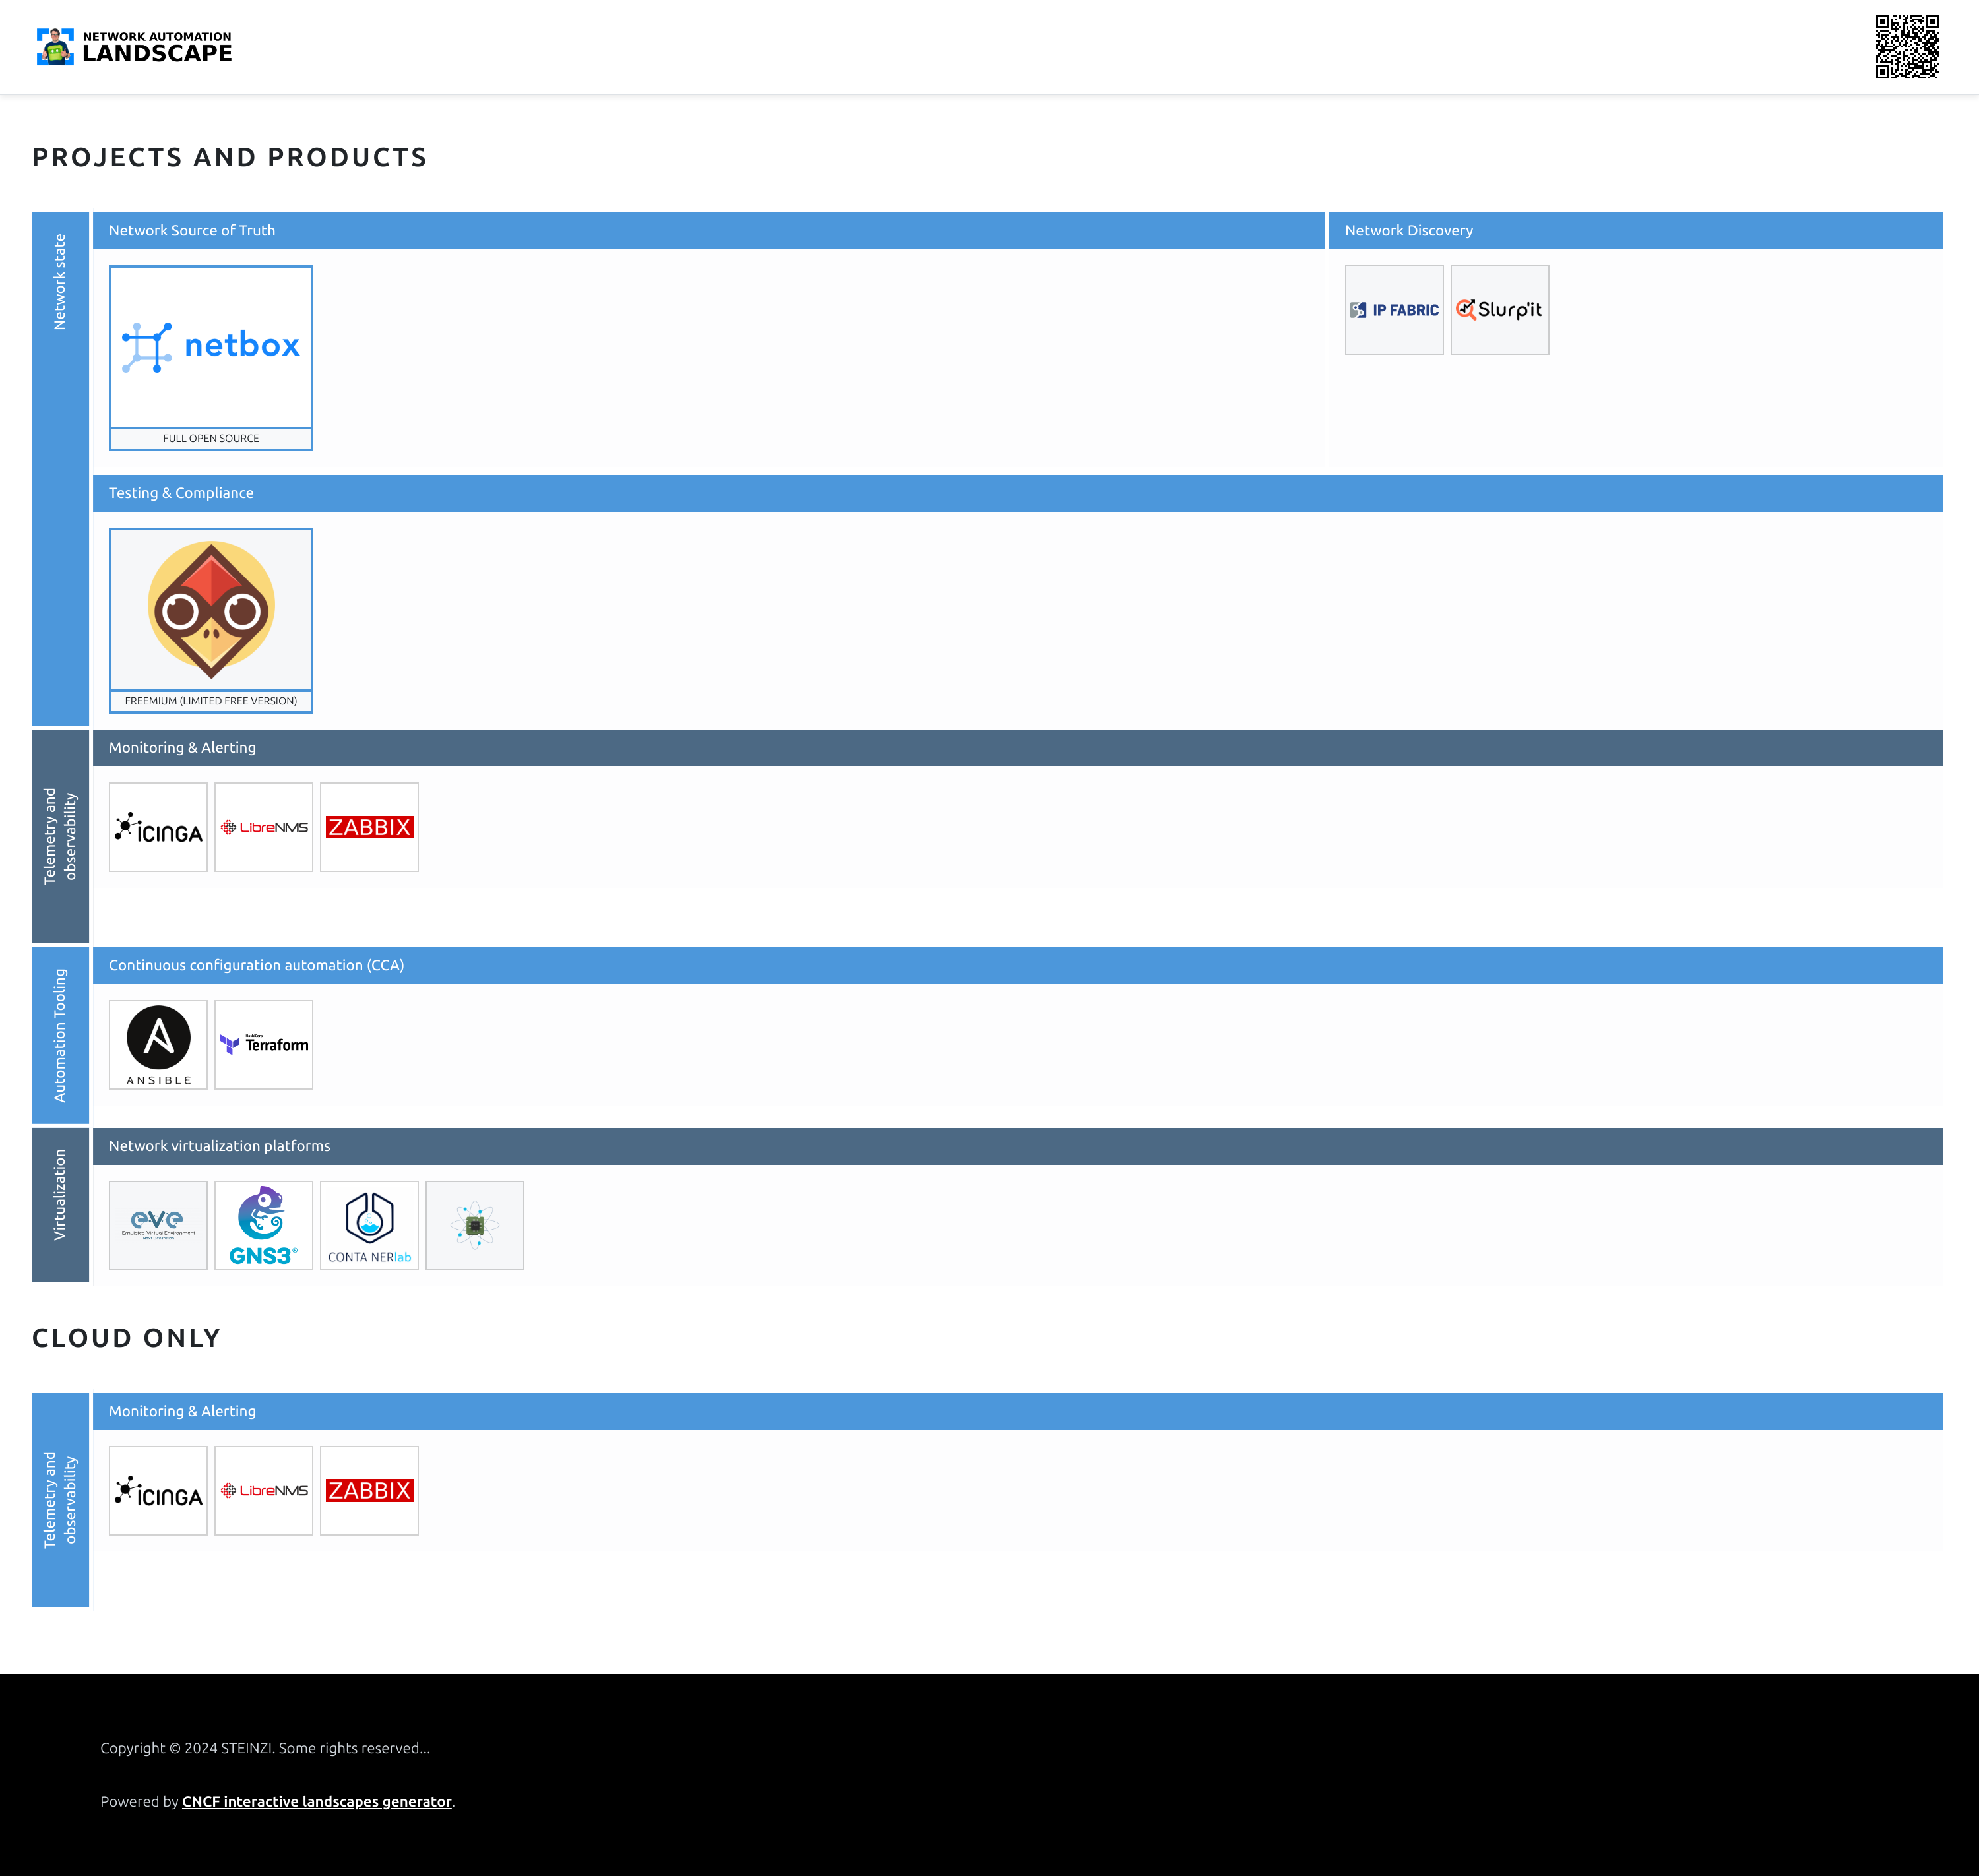 NETWORK AUTOMATION
LANDSCAPE
PROJECTS AND PRODUCTS
Network state
Network Source of Truth
netbox
FULL OPEN SOURCE
Network Discovery
IP FABRIC
Slurp'it
Testing & Compliance
FREEMIUM (LIMITED FREE VERSION)
Telemetry and
observability
Monitoring & Alerting
ICINGA
LibreNMS
ZABBIX
Automation Tooling
Continuous configuration automation (CCA)
ANSIBLE
HashiCorp
Terraform
Virtualization
Network virtualization platforms
eve
Emulated Virtual Environment
Next Generation
GNS3®
CONTAINERlab
CLOUD ONLY
Telemetry and
observability
Monitoring & Alerting
ICINGA
LibreNMS
ZABBIX
Copyright © 2024 STEINZI. Some rights reserved...
Powered by CNCF interactive landscapes generator.